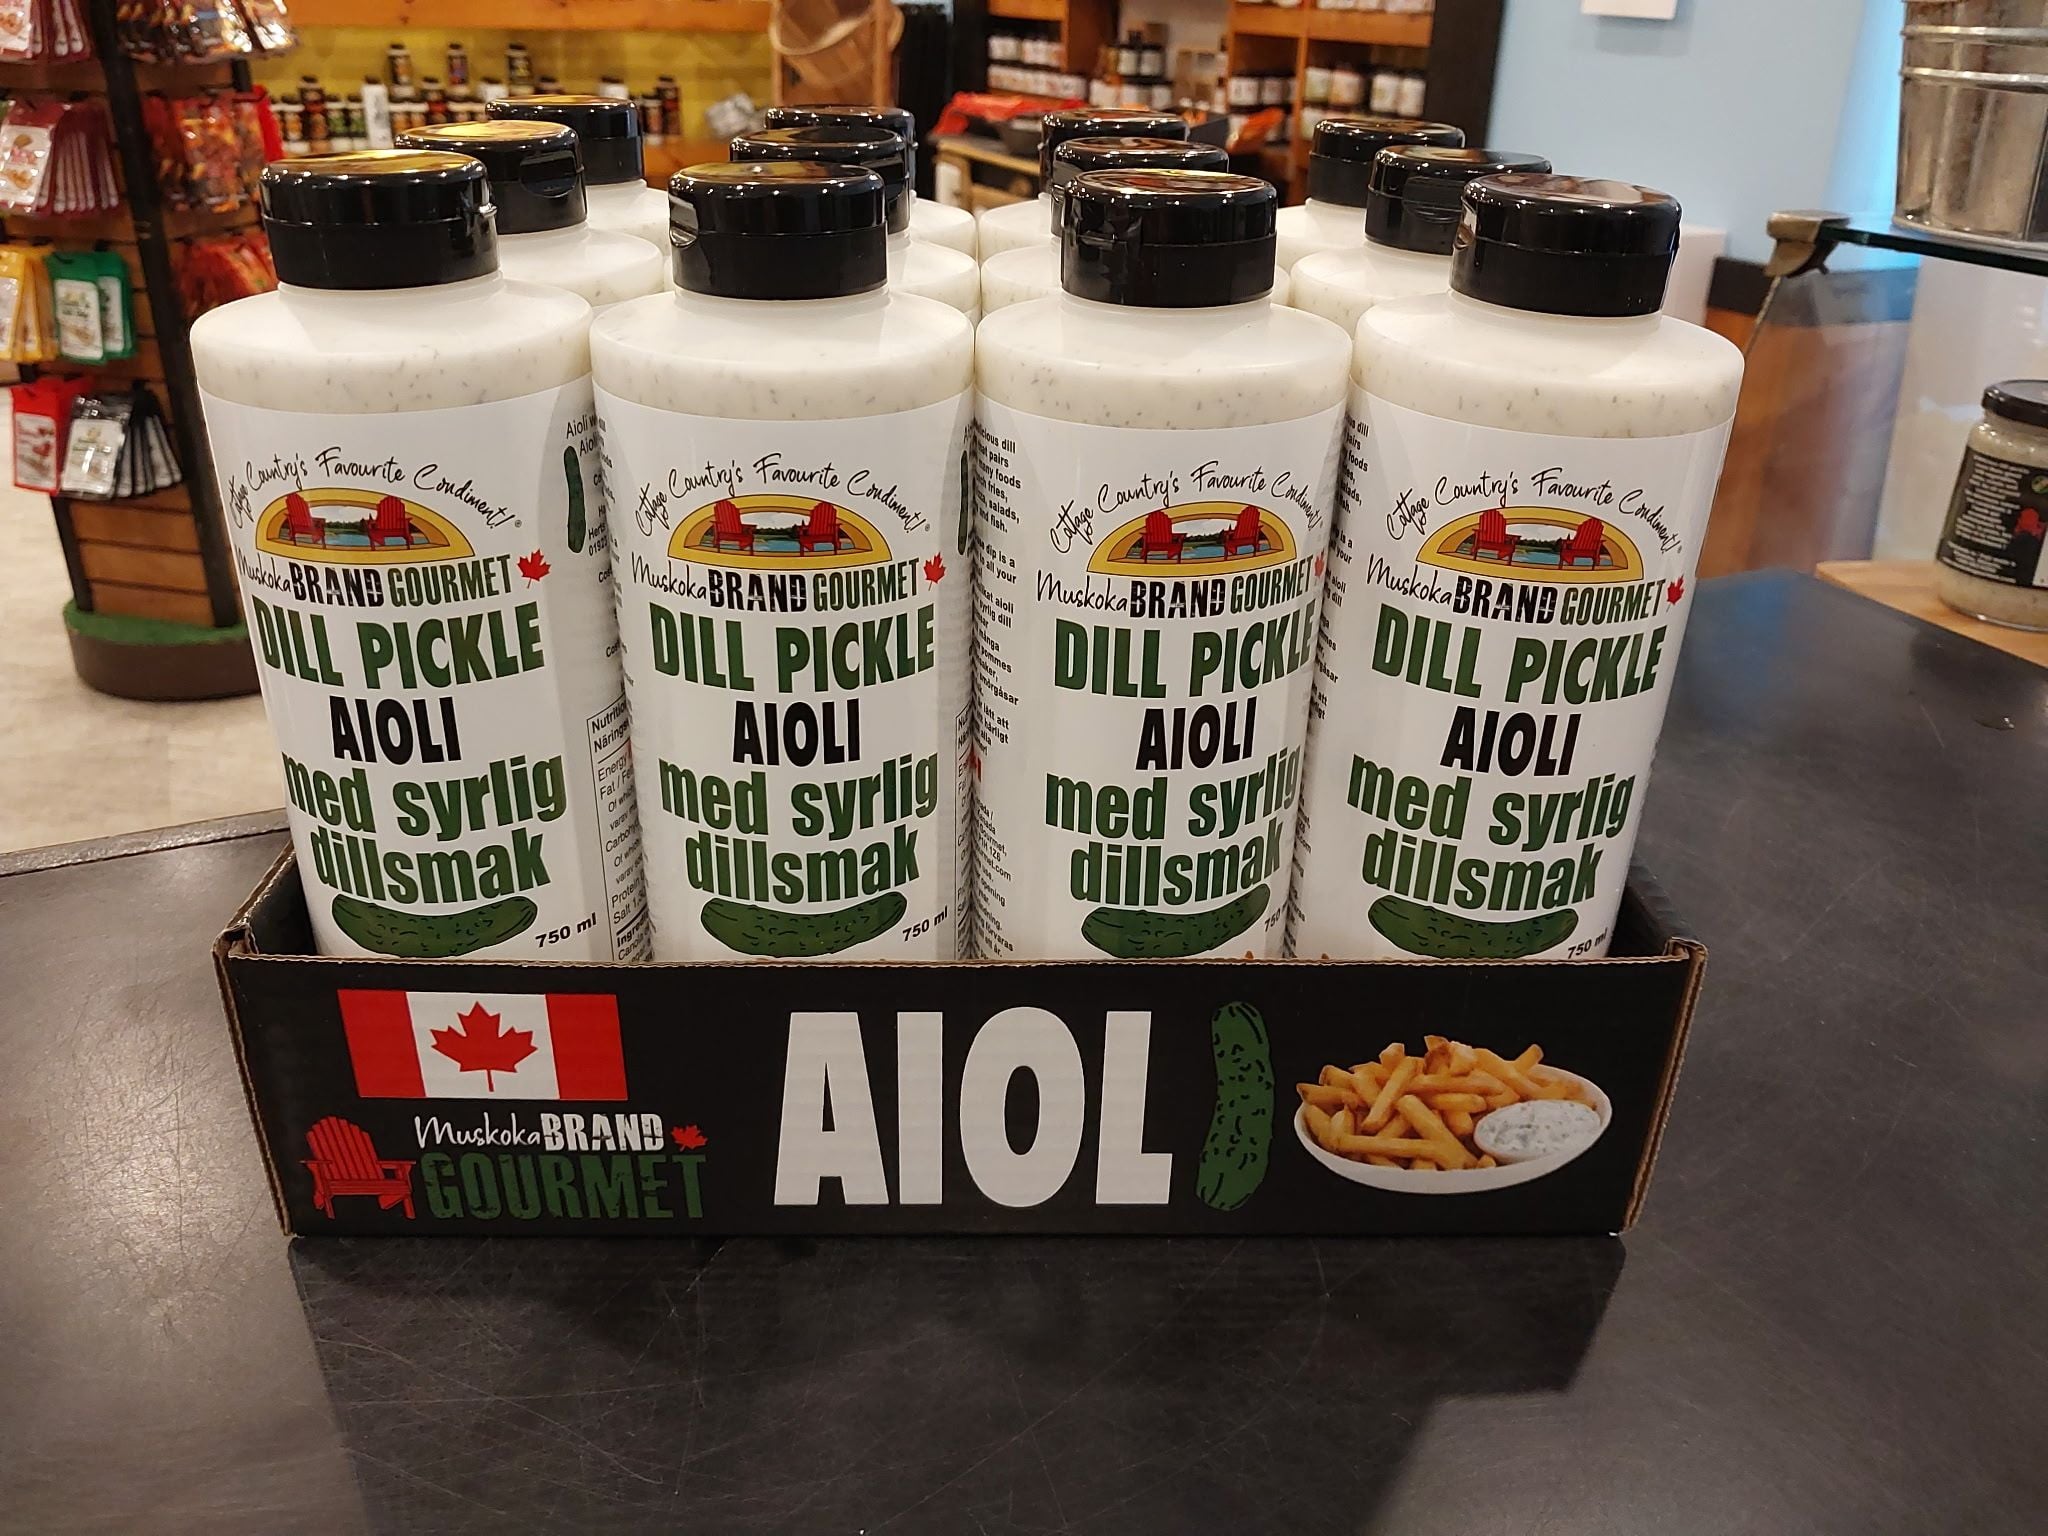 Cottage Country's Favourite Condiment!®
Muskoka BRAND GOURMET
DILL PICKLE
AIOLI
med syrlig
dillsmak
750 ml
Cottage Country's Favourite Condiment!®
Muskoka BRAND GOURMET
DILL PICKLE
AIOLI
med syrlig
dillsmak
750 ml
Cottage Country's Favourite Condiment!
Muskoka BRAND GOURMET
DILL PICKLE
AIOLI
med syrlig
dillsmak
750
Cottage Country's Favourite Condiment!®
Muskoka BRAND GOURMET
DILL PICKLE
AIOLI
med syrlig
dillsmak
750 ml
Muskoka BRAND
GOURMET
AIOL